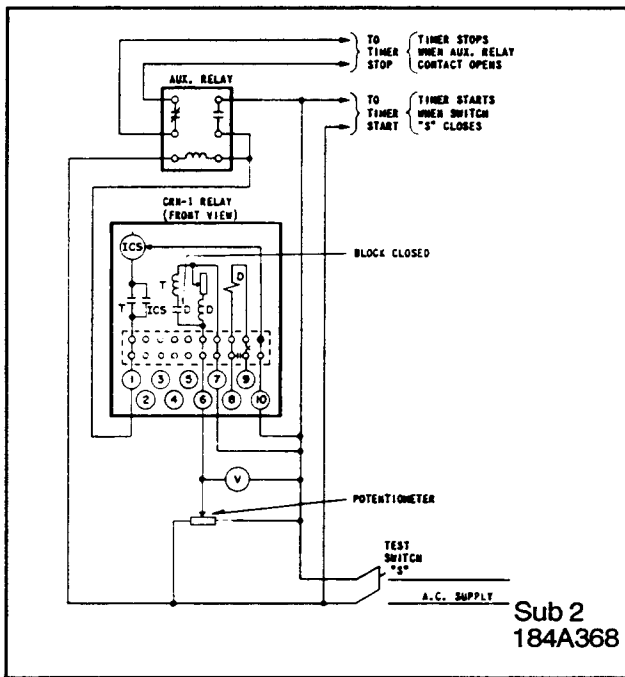 TO TIMER STOP
TIMER STOPS WHEN AUX. RELAY CONTACT OPENS
AUX. RELAY
TO TIMER START
TIMER STARTS WHEN SWITCH "S" CLOSES
CRN-1 RELAY
(FRONT VIEW)
ICS
BLOCK CLOSED
T
ICS
T
D
D
D
1
3
5
7
9
2
4
6
8
10
V
POTENTIOMETER
TEST
SWITCH
"S"
A.C. SUPPLY
Sub 2
184A368